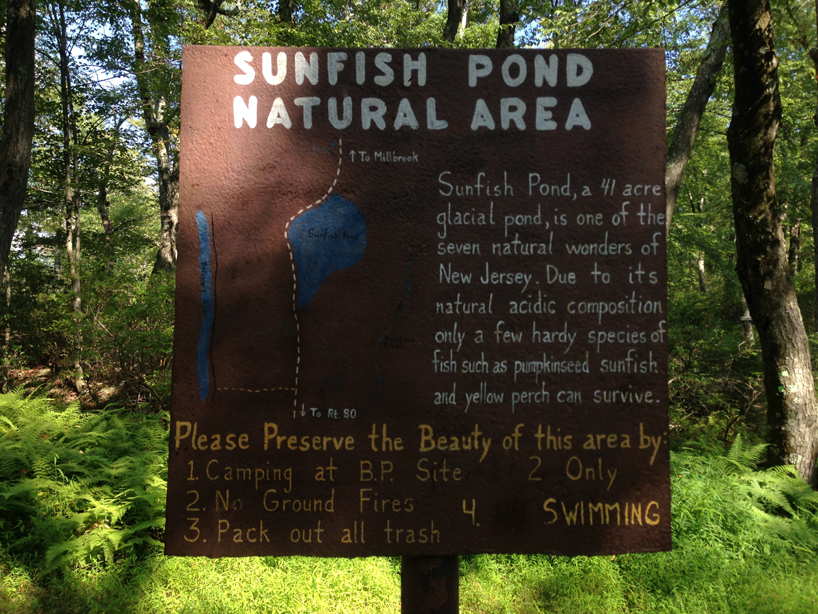 SUNFISH POND
NATURAL AREA
↑ To Millbrook
Sunfish Pond
Sunfish Pond, a 41 acre
glacial pond, is one of the
seven natural wonders of
New Jersey. Due to its
natural acidic composition
only a few hardy species of
fish such as pumpkinseed sunfish
and yellow perch can survive.
↓ To Rt. 80
Please Preserve the Beauty of this area by:
1. Camping at B.P. Site 2 Only
2. No Ground Fires
4. SWIMMING
3. Pack out all trash